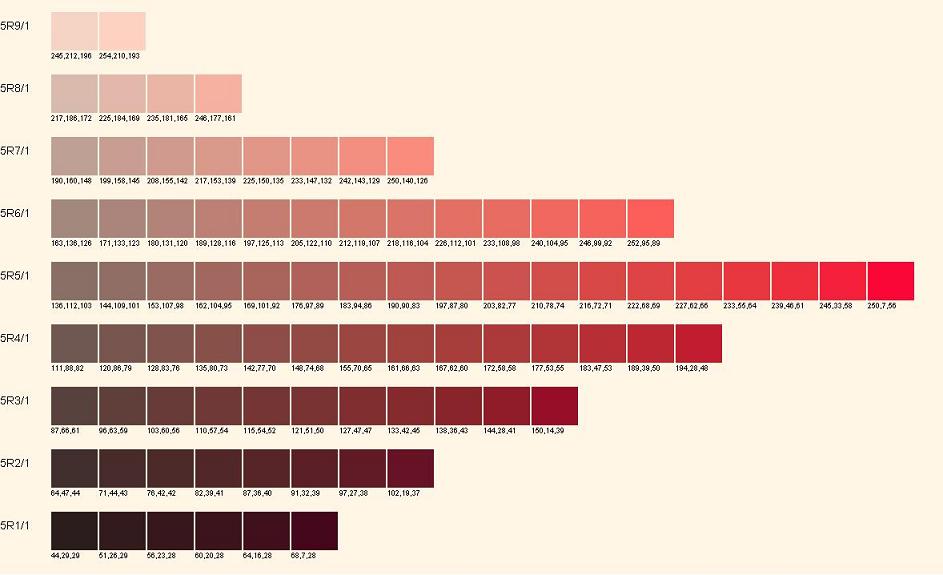 5R9/1
245,212,196 254,210,193
5R8/1
217,186,172 225,184,169 235,181,165 246,177,161
5R7/1
190,160,148 199,158,145 208,155,142 217,153,139 225,150,135 233,147,132 242,143,129 250,140,126
5R6/1
163,136,126 171,133,123 180,131,120 189,128,116 197,125,113 205,122,110 212,119,107 218,116,104 226,112,101 233,108,98 240,104,95 246,99,92 252,95,89
5R5/1
136,112,103 144,109,101 153,107,98 162,104,95 169,101,92 176,97,89 183,94,86 190,90,83 197,87,80 203,82,77 210,78,74 216,72,71 222,68,69 227,62,66 233,55,64 239,46,61 245,33,58 250,7,56
5R4/1
111,88,82 120,86,79 128,83,76 135,80,73 142,77,70 148,74,68 155,70,65 161,66,63 167,62,60 172,58,58 177,53,55 183,47,53 189,39,50 194,28,48
5R3/1
87,66,61 96,63,59 103,60,56 110,57,54 115,54,52 121,51,50 127,47,47 133,42,45 138,36,43 144,28,41 150,14,39
5R2/1
64,47,44 71,44,43 76,42,42 82,39,41 87,36,40 91,32,39 97,27,38 102,19,37
5R1/1
44,29,29 51,26,29 56,23,28 60,20,28 64,16,28 68,7,28